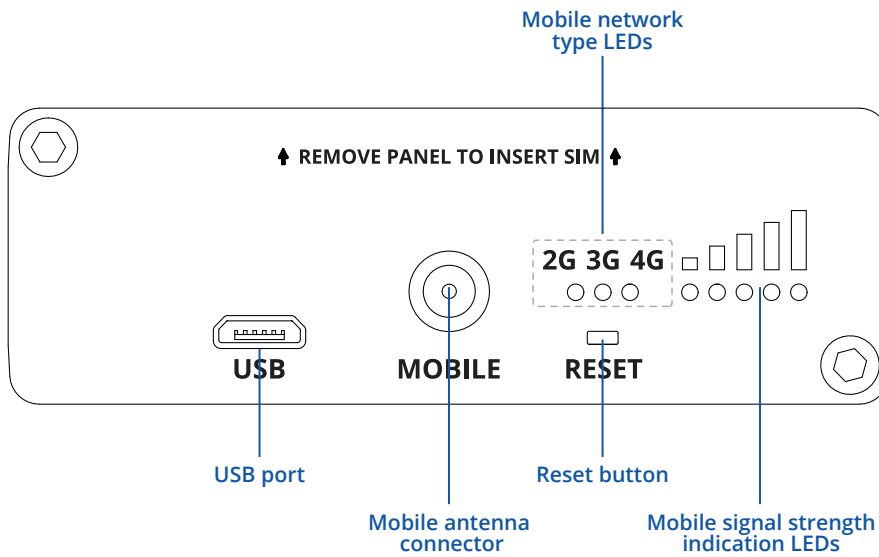 Mobile network
type LEDs
REMOVE PANEL TO INSERT SIM
2G 3G 4G
USB
MOBILE
RESET
USB port
Reset button
Mobile antenna
connector
Mobile signal strength
indication LEDs